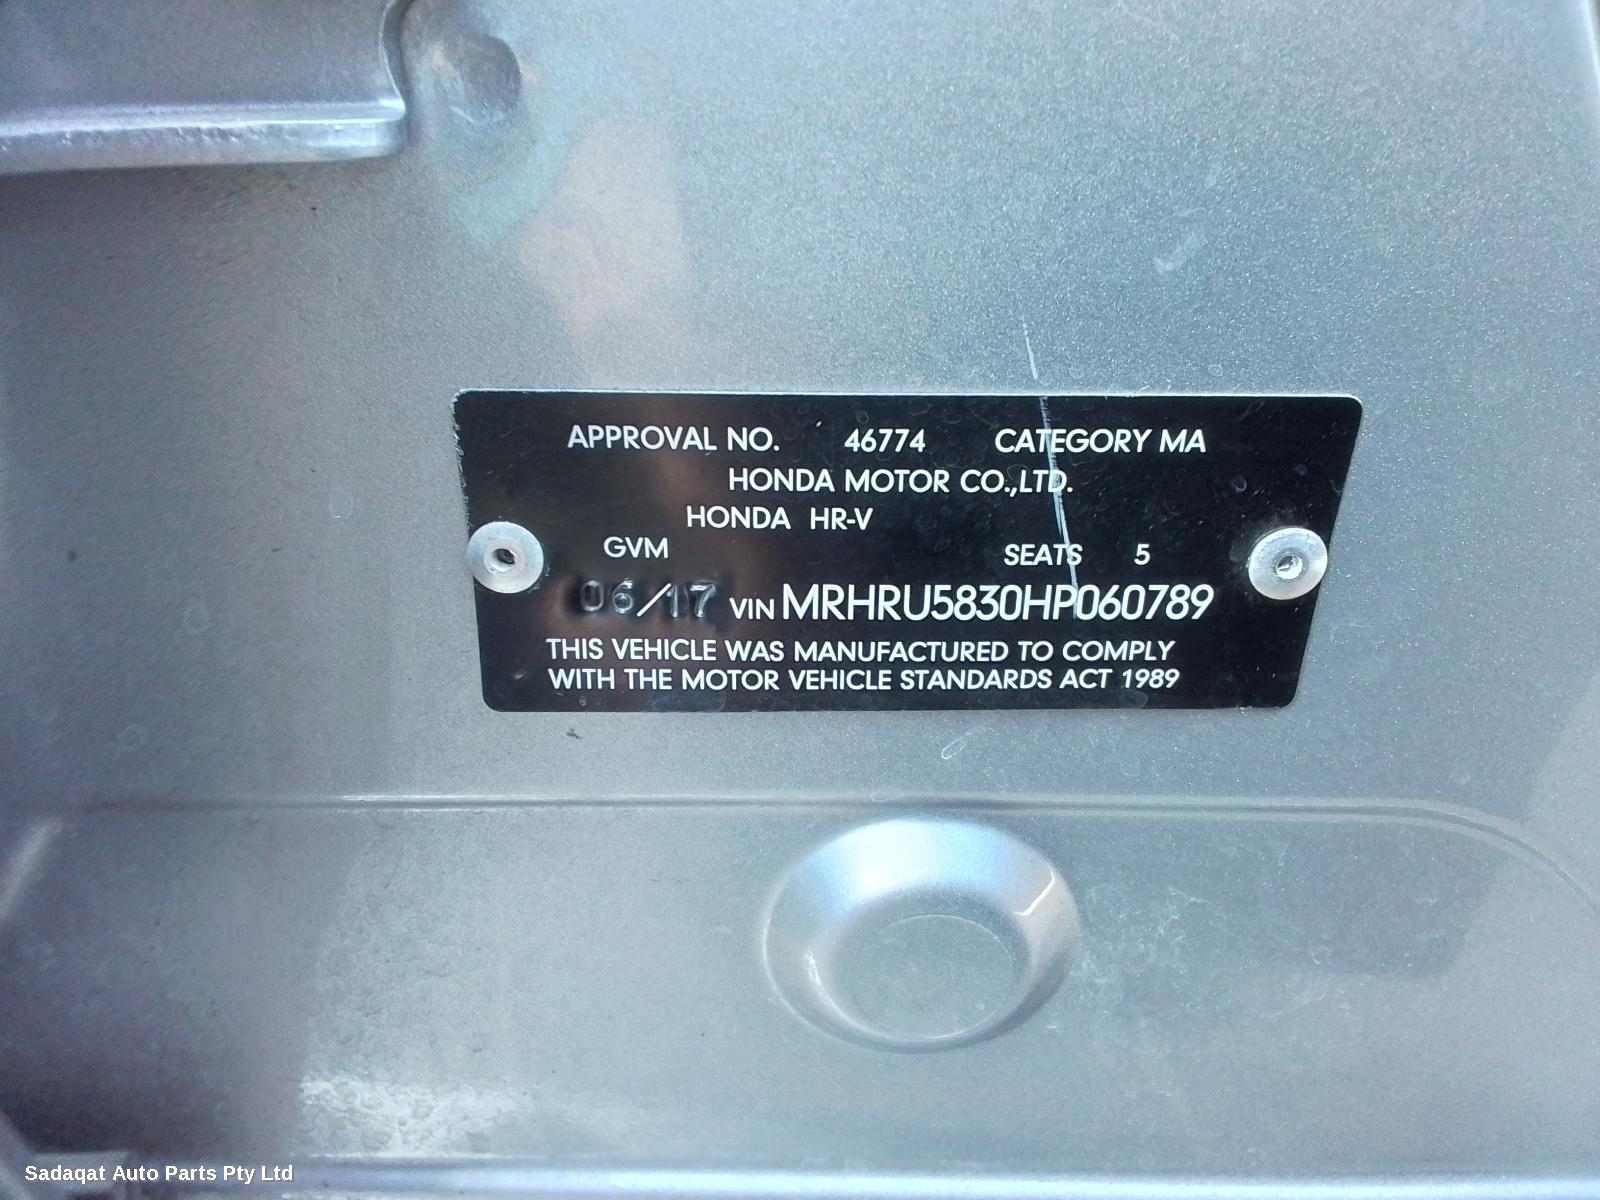 APPROVAL NO. 46774 CATEGORY MA
HONDA MOTOR CO.,LTD.
HONDA HR-V
GVM SEATS 5
06/17 VIN MRHRU5830HP060789
THIS VEHICLE WAS MANUFACTURED TO COMPLY
WITH THE MOTOR VEHICLE STANDARDS ACT 1989
Sadaqat Auto Parts Pty Ltd